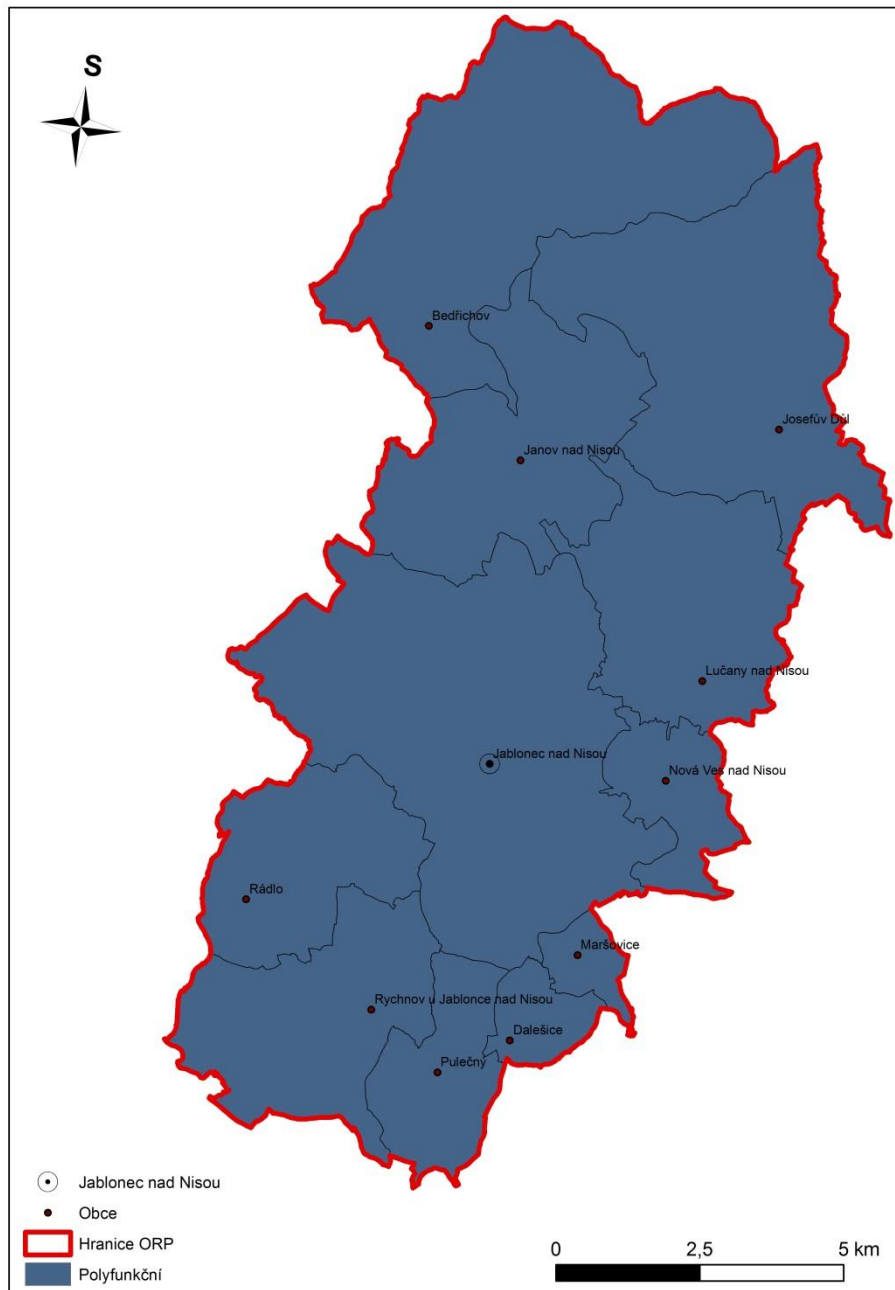 S
Bedřichov
Josefův Důl
Janov nad Nisou
Lučany nad Nisou
Jablonec nad Nisou
Nová Ves nad Nisou
Rádlo
Maršovice
Rychnov u Jablonce nad Nisou
Dalešice
Pulečný
Jablonec nad Nisou
Obce
Hranice ORP
Polyfunkční
0 2,5 5 km